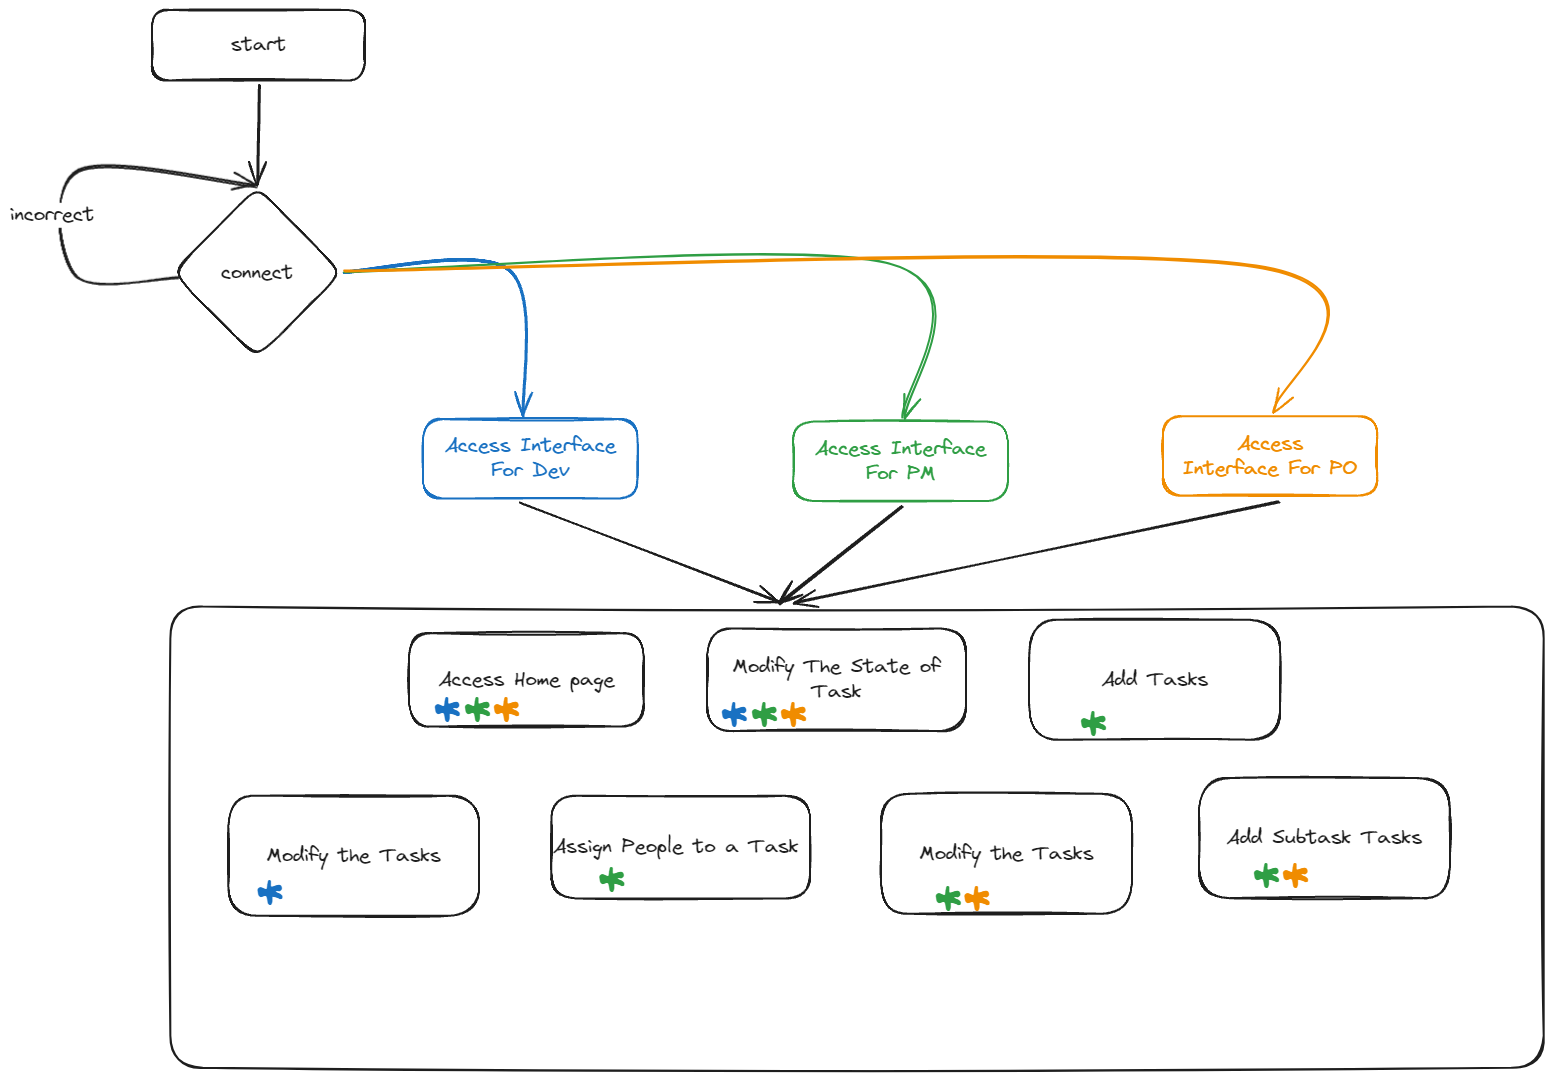 start
incorrect
connect
Access Interface
For Dev
Access Interface
For PM
Access
Interface For PO
Access Home page
Modify The State of
Task
Add Tasks
Modify the Tasks
Assign People to a Task
Modify the Tasks
Add Subtask Tasks